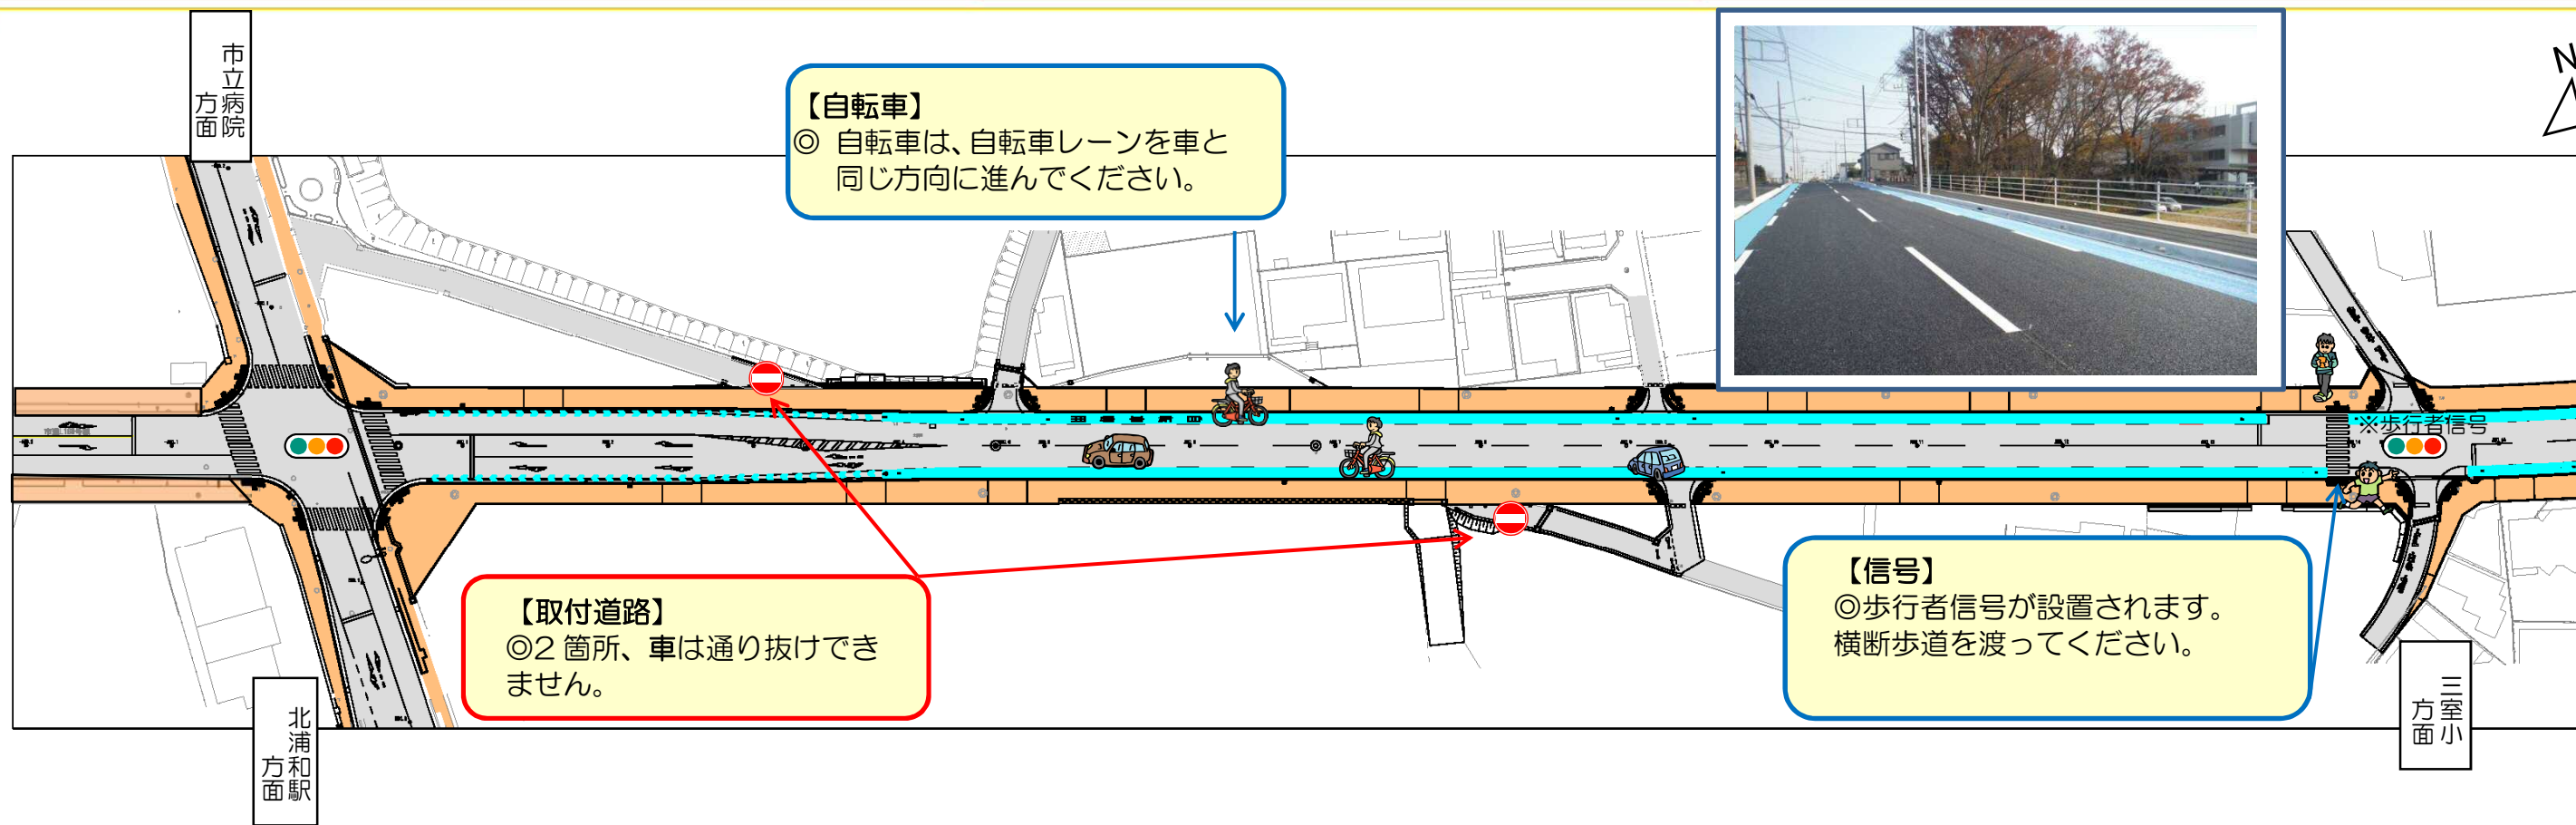 市立病院
方面
【自転車】
◎ 自転車は、自転車レーンを車と
同じ方向に進んでください。
N
※歩行者信号
【取付道路】
◎2箇所、車は通り抜けでき
ません。
【信号】
◎歩行者信号が設置されます。
横断歩道を渡ってください。
北浦和駅
方面
三室小
方面